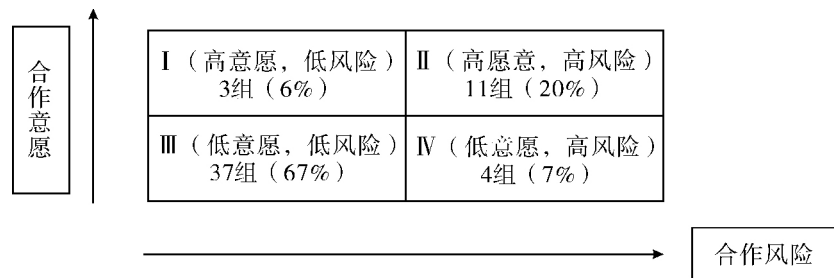 合作意愿
Ⅰ（高意愿，低风险）
3组（6%）
Ⅱ（高愿意，高风险）
11组（20%）
Ⅲ（低意愿，低风险）
37组（67%）
Ⅳ（低意愿，高风险）
4组（7%）
合作风险